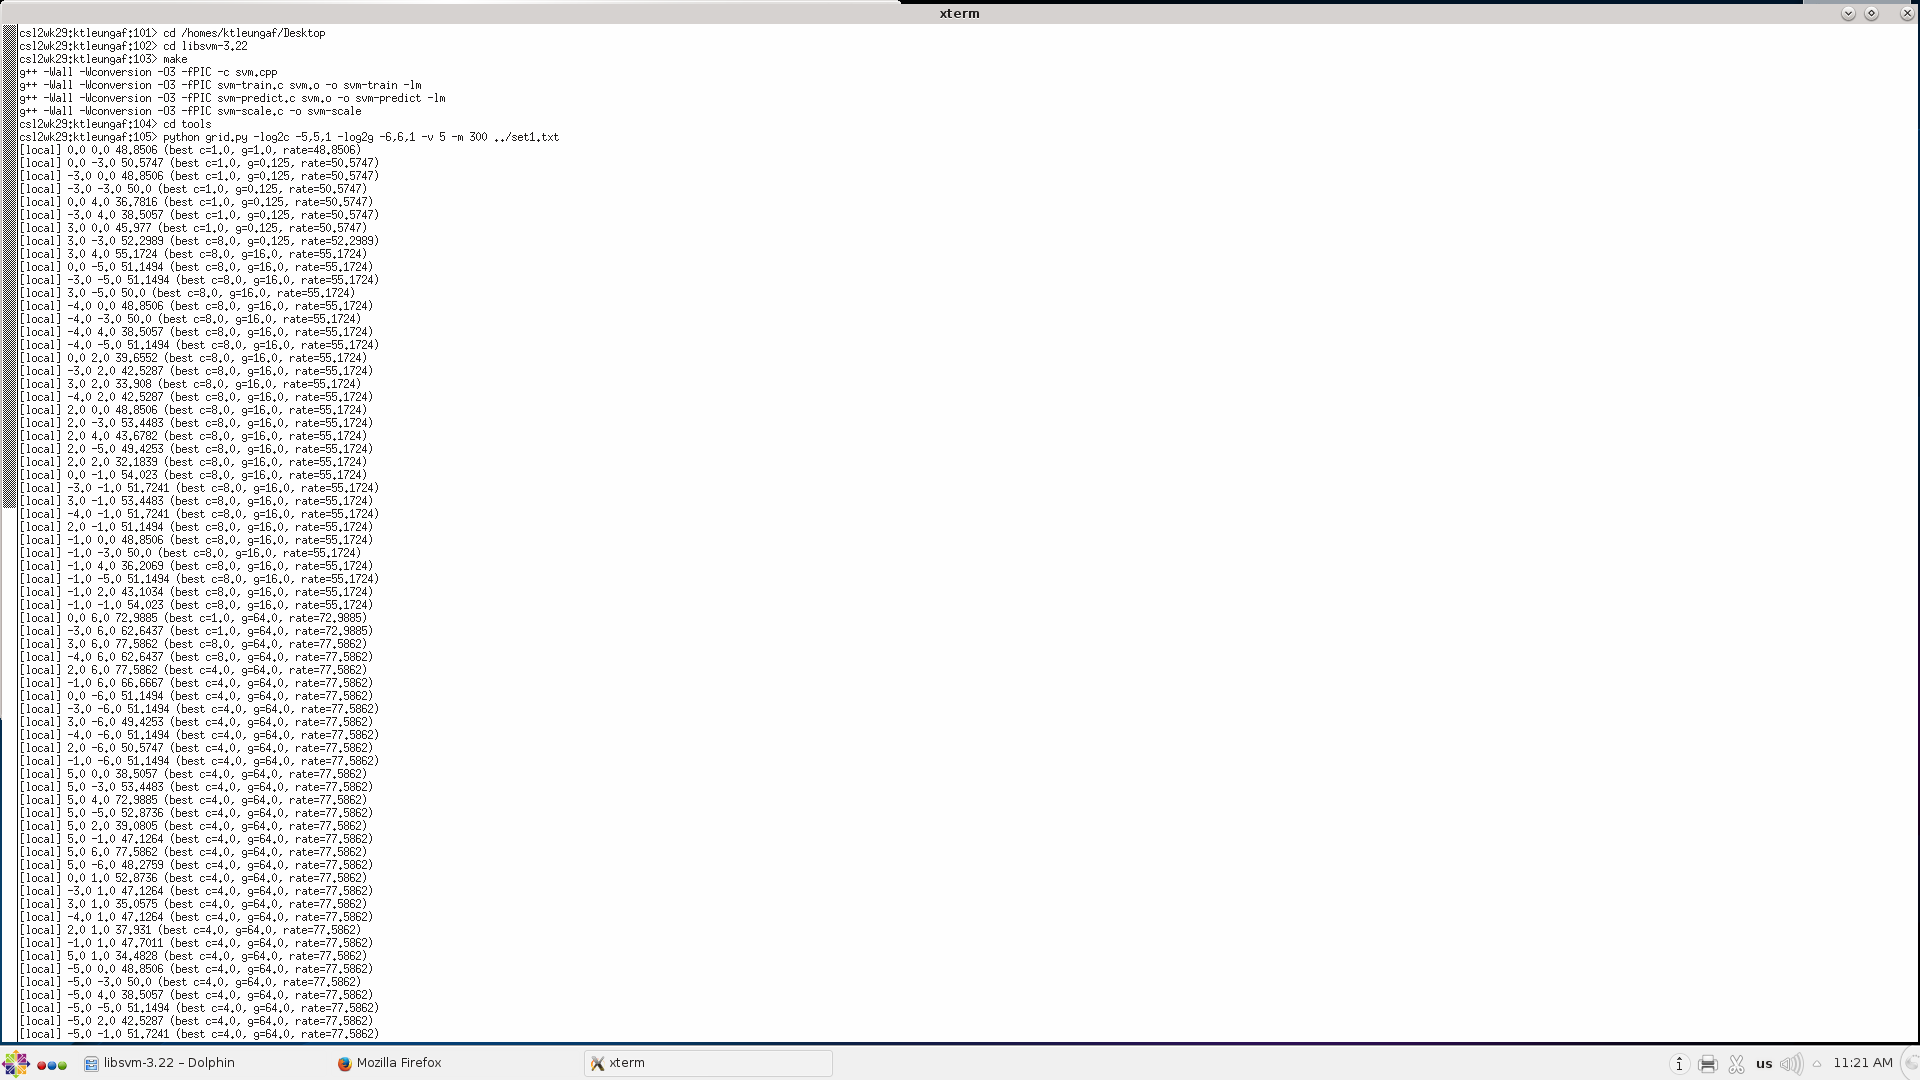 xterm
csl2wk29:ktleungaf:101> cd /homes/ktleungaf/Desktop
csl2wk29:ktleungaf:102> cd libsvm-3.22
csl2wk29:ktleungaf:103> make
g++ -Wall -Wconversion -O3 -fPIC -c svm.cpp
g++ -Wall -Wconversion -O3 -fPIC svm-train.c svm.o -o svm-train -lm
g++ -Wall -Wconversion -O3 -fPIC svm-predict.c svm.o -o svm-predict -lm
g++ -Wall -Wconversion -O3 -fPIC svm-scale.c -o svm-scale
csl2wk29:ktleungaf:104> cd tools
csl2wk29:ktleungaf:105> python grid.py -log2c -5,5,1 -log2g -6,6,1 -v 5 -m 300 ../set1.txt
[local] 0.0 0.0 48.8506 (best c=1.0, g=1.0, rate=48.8506)
[local] 0.0 -3.0 50.5747 (best c=1.0, g=0.125, rate=50.5747)
[local] -3.0 0.0 48.8506 (best c=1.0, g=0.125, rate=50.5747)
[local] -3.0 -3.0 50.0 (best c=1.0, g=0.125, rate=50.5747)
[local] 0.0 4.0 36.7816 (best c=1.0, g=0.125, rate=50.5747)
[local] -3.0 4.0 38.5057 (best c=1.0, g=0.125, rate=50.5747)
[local] 3.0 0.0 45.977 (best c=1.0, g=0.125, rate=50.5747)
[local] 3.0 -3.0 52.2989 (best c=8.0, g=0.125, rate=52.2989)
[local] 3.0 4.0 55.1724 (best c=8.0, g=16.0, rate=55.1724)
[local] 0.0 -5.0 51.1494 (best c=8.0, g=16.0, rate=55.1724)
[local] -3.0 -5.0 51.1494 (best c=8.0, g=16.0, rate=55.1724)
[local] 3.0 -5.0 50.0 (best c=8.0, g=16.0, rate=55.1724)
[local] -4.0 0.0 48.8506 (best c=8.0, g=16.0, rate=55.1724)
[local] -4.0 -3.0 50.0 (best c=8.0, g=16.0, rate=55.1724)
[local] -4.0 4.0 38.5057 (best c=8.0, g=16.0, rate=55.1724)
[local] -4.0 -5.0 51.1494 (best c=8.0, g=16.0, rate=55.1724)
[local] 0.0 2.0 39.6552 (best c=8.0, g=16.0, rate=55.1724)
[local] -3.0 2.0 42.5287 (best c=8.0, g=16.0, rate=55.1724)
[local] 3.0 2.0 33.908 (best c=8.0, g=16.0, rate=55.1724)
[local] -4.0 2.0 42.5287 (best c=8.0, g=16.0, rate=55.1724)
[local] 2.0 0.0 48.8506 (best c=8.0, g=16.0, rate=55.1724)
[local] 2.0 -3.0 53.4483 (best c=8.0, g=16.0, rate=55.1724)
[local] 2.0 4.0 43.6782 (best c=8.0, g=16.0, rate=55.1724)
[local] 2.0 -5.0 49.4253 (best c=8.0, g=16.0, rate=55.1724)
[local] 2.0 2.0 32.1839 (best c=8.0, g=16.0, rate=55.1724)
[local] 0.0 -1.0 54.023 (best c=8.0, g=16.0, rate=55.1724)
[local] -3.0 -1.0 51.7241 (best c=8.0, g=16.0, rate=55.1724)
[local] 3.0 -1.0 53.4483 (best c=8.0, g=16.0, rate=55.1724)
[local] -4.0 -1.0 51.7241 (best c=8.0, g=16.0, rate=55.1724)
[local] 2.0 -1.0 51.1494 (best c=8.0, g=16.0, rate=55.1724)
[local] -1.0 0.0 48.8506 (best c=8.0, g=16.0, rate=55.1724)
[local] -1.0 -3.0 50.0 (best c=8.0, g=16.0, rate=55.1724)
[local] -1.0 4.0 36.2069 (best c=8.0, g=16.0, rate=55.1724)
[local] -1.0 -5.0 51.1494 (best c=8.0, g=16.0, rate=55.1724)
[local] -1.0 2.0 43.1034 (best c=8.0, g=16.0, rate=55.1724)
[local] -1.0 -1.0 54.023 (best c=8.0, g=16.0, rate=55.1724)
[local] 0.0 6.0 72.9885 (best c=1.0, g=64.0, rate=72.9885)
[local] -3.0 6.0 62.6437 (best c=1.0, g=64.0, rate=72.9885)
[local] 3.0 6.0 77.5862 (best c=8.0, g=64.0, rate=77.5862)
[local] -4.0 6.0 62.6437 (best c=8.0, g=64.0, rate=77.5862)
[local] 2.0 6.0 77.5862 (best c=4.0, g=64.0, rate=77.5862)
[local] -1.0 6.0 66.6667 (best c=4.0, g=64.0, rate=77.5862)
[local] 0.0 -6.0 51.1494 (best c=4.0, g=64.0, rate=77.5862)
[local] -3.0 -6.0 51.1494 (best c=4.0, g=64.0, rate=77.5862)
[local] 3.0 -6.0 49.4253 (best c=4.0, g=64.0, rate=77.5862)
[local] -4.0 -6.0 51.1494 (best c=4.0, g=64.0, rate=77.5862)
[local] 2.0 -6.0 50.5747 (best c=4.0, g=64.0, rate=77.5862)
[local] -1.0 -6.0 51.1494 (best c=4.0, g=64.0, rate=77.5862)
[local] 5.0 0.0 38.5057 (best c=4.0, g=64.0, rate=77.5862)
[local] 5.0 -3.0 53.4483 (best c=4.0, g=64.0, rate=77.5862)
[local] 5.0 4.0 72.9885 (best c=4.0, g=64.0, rate=77.5862)
[local] 5.0 -5.0 52.8736 (best c=4.0, g=64.0, rate=77.5862)
[local] 5.0 2.0 39.0805 (best c=4.0, g=64.0, rate=77.5862)
[local] 5.0 -1.0 47.1264 (best c=4.0, g=64.0, rate=77.5862)
[local] 5.0 6.0 77.5862 (best c=4.0, g=64.0, rate=77.5862)
[local] 5.0 -6.0 48.2759 (best c=4.0, g=64.0, rate=77.5862)
[local] 0.0 1.0 52.8736 (best c=4.0, g=64.0, rate=77.5862)
[local] -3.0 1.0 47.1264 (best c=4.0, g=64.0, rate=77.5862)
[local] 3.0 1.0 35.0575 (best c=4.0, g=64.0, rate=77.5862)
[local] -4.0 1.0 47.1264 (best c=4.0, g=64.0, rate=77.5862)
[local] 2.0 1.0 37.931 (best c=4.0, g=64.0, rate=77.5862)
[local] -1.0 1.0 47.7011 (best c=4.0, g=64.0, rate=77.5862)
[local] 5.0 1.0 34.4828 (best c=4.0, g=64.0, rate=77.5862)
[local] -5.0 0.0 48.8506 (best c=4.0, g=64.0, rate=77.5862)
[local] -5.0 -3.0 50.0 (best c=4.0, g=64.0, rate=77.5862)
[local] -5.0 4.0 38.5057 (best c=4.0, g=64.0, rate=77.5862)
[local] -5.0 -5.0 51.1494 (best c=4.0, g=64.0, rate=77.5862)
[local] -5.0 2.0 42.5287 (best c=4.0, g=64.0, rate=77.5862)
[local] -5.0 -1.0 51.7241 (best c=4.0, g=64.0, rate=77.5862)
libsvm-3.22 – Dolphin
Mozilla Firefox
xterm
us
11:21 AM